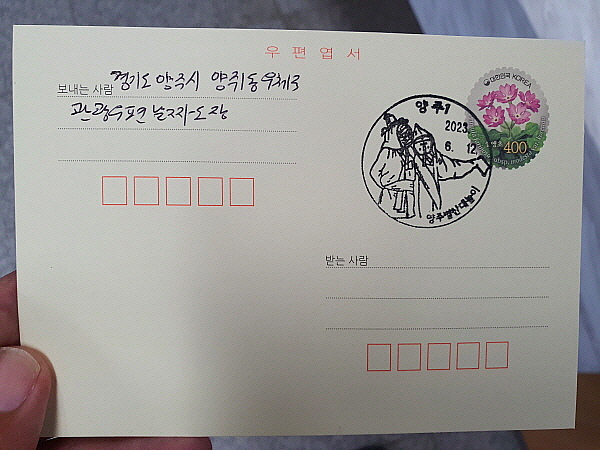 우편엽서
대한민국 KOREA
보내는 사람 경기도 양주시 양주1동 우체국
관광우편날짜도장
400
양주1
2023
6. 12
양주별산대놀이
받는 사람